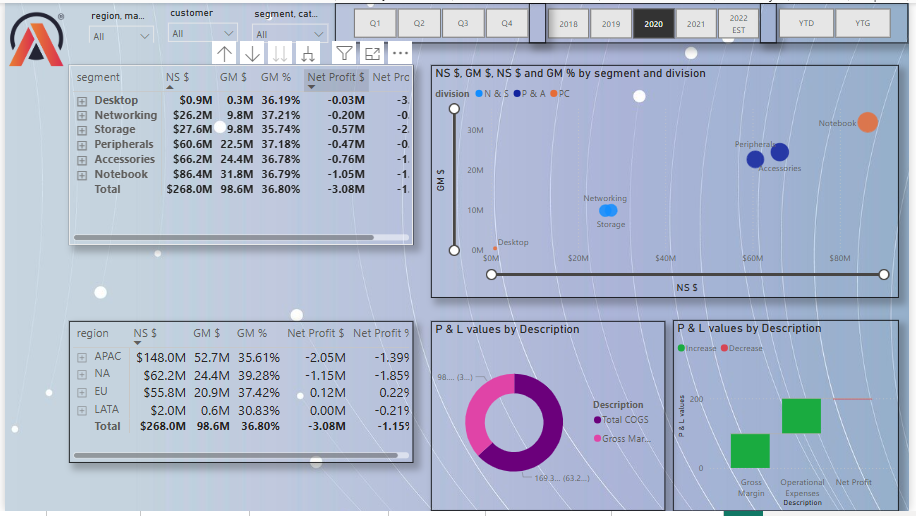 region, ma...
customer
segment, cat...
All
All
All
Q1 Q2 Q3 Q4
2018 2019 2020 2021 2022 EST
YTD YTG
segment NS $ GM $ GM % Net Profit $ Net Pro
Desktop $0.9M 0.3M 36.19% -0.03M -3.
Networking $26.2M 9.8M 37.21% -0.20M -0.
Storage $27.6M 9.8M 35.74% -0.57M -2.
Peripherals $60.6M 22.5M 37.18% -0.47M -0.
Accessories $66.2M 24.4M 36.78% -0.76M -1.
Notebook $86.4M 31.8M 36.79% -1.05M -1.
Total $268.0M 98.6M 36.80% -3.08M -1.
NS $, GM $, NS $ and GM % by segment and division
division N & S P & A PC
GM $
30M
20M
10M
0M
Notebook
Peripherals
Accessories
Networking
Storage
Desktop
$0M $20M $40M $60M $80M
NS $
region NS $ GM $ GM % Net Profit $ Net Profit %
APAC $148.0M 52.7M 35.61% -2.05M -1.39%
NA $62.2M 24.4M 39.28% -1.15M -1.85%
EU $55.8M 20.9M 37.42% 0.12M 0.22%
LATA $2.0M 0.6M 30.83% 0.00M -0.21%
Total $268.0M 98.6M 36.80% -3.08M -1.15%
P & L values by Description
98.... (3...)
169.3... (63.2...)
Description
Total COGS
Gross Mar...
P & L values by Description
Increase Decrease
P & L values
200
0
Gross Margin
Operational Expenses
Net Profit
Description